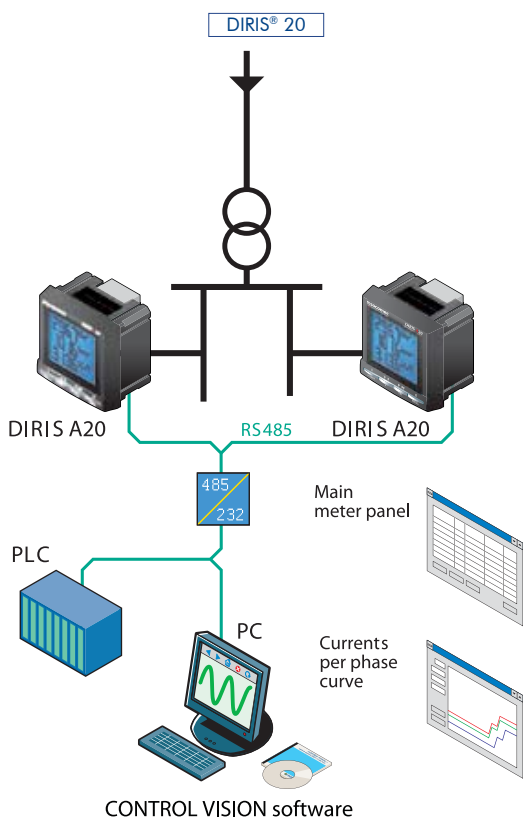 DIRIS® 20
DIRIS A20
RS485
DIRIS A20
485
232
Main
meter panel
PLC
PC
Currents
per phase
curve
CONTROL VISION software